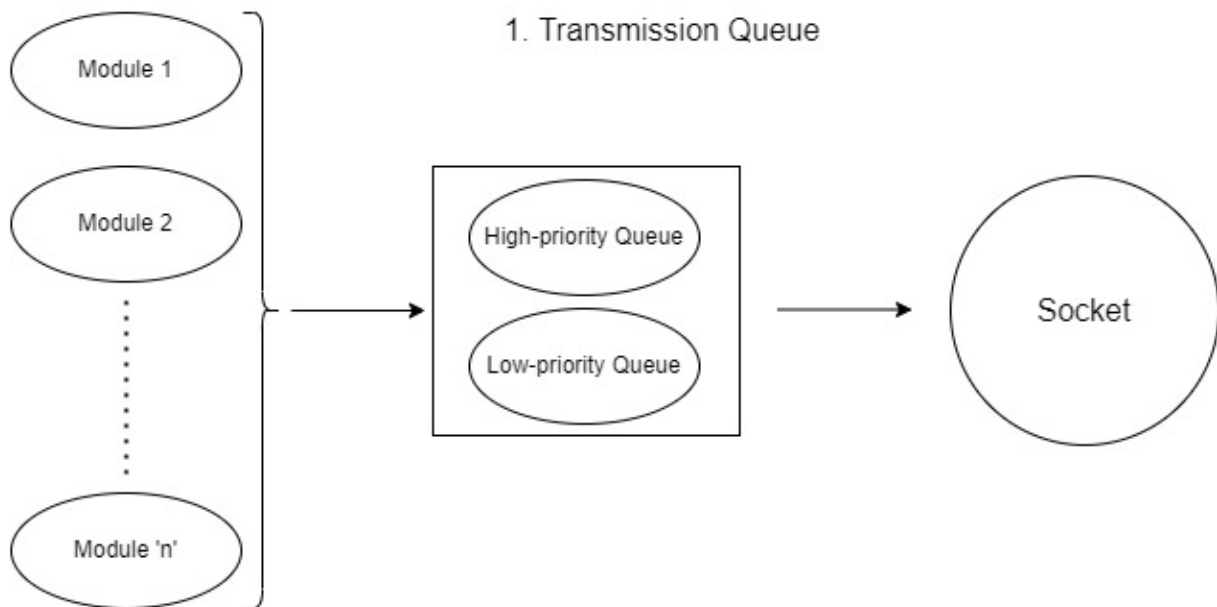 1. Transmission Queue
Module 1
Module 2
Module 'n'
High-priority Queue
Low-priority Queue
Socket